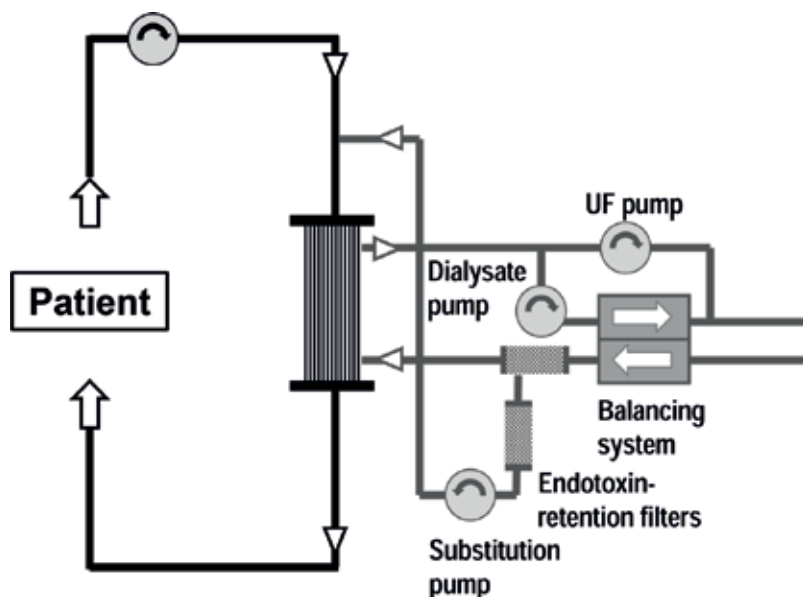 UF pump
Dialysate
pump
Patient
Balancing
system
Endotoxin-
retention filters
Substitution
pump